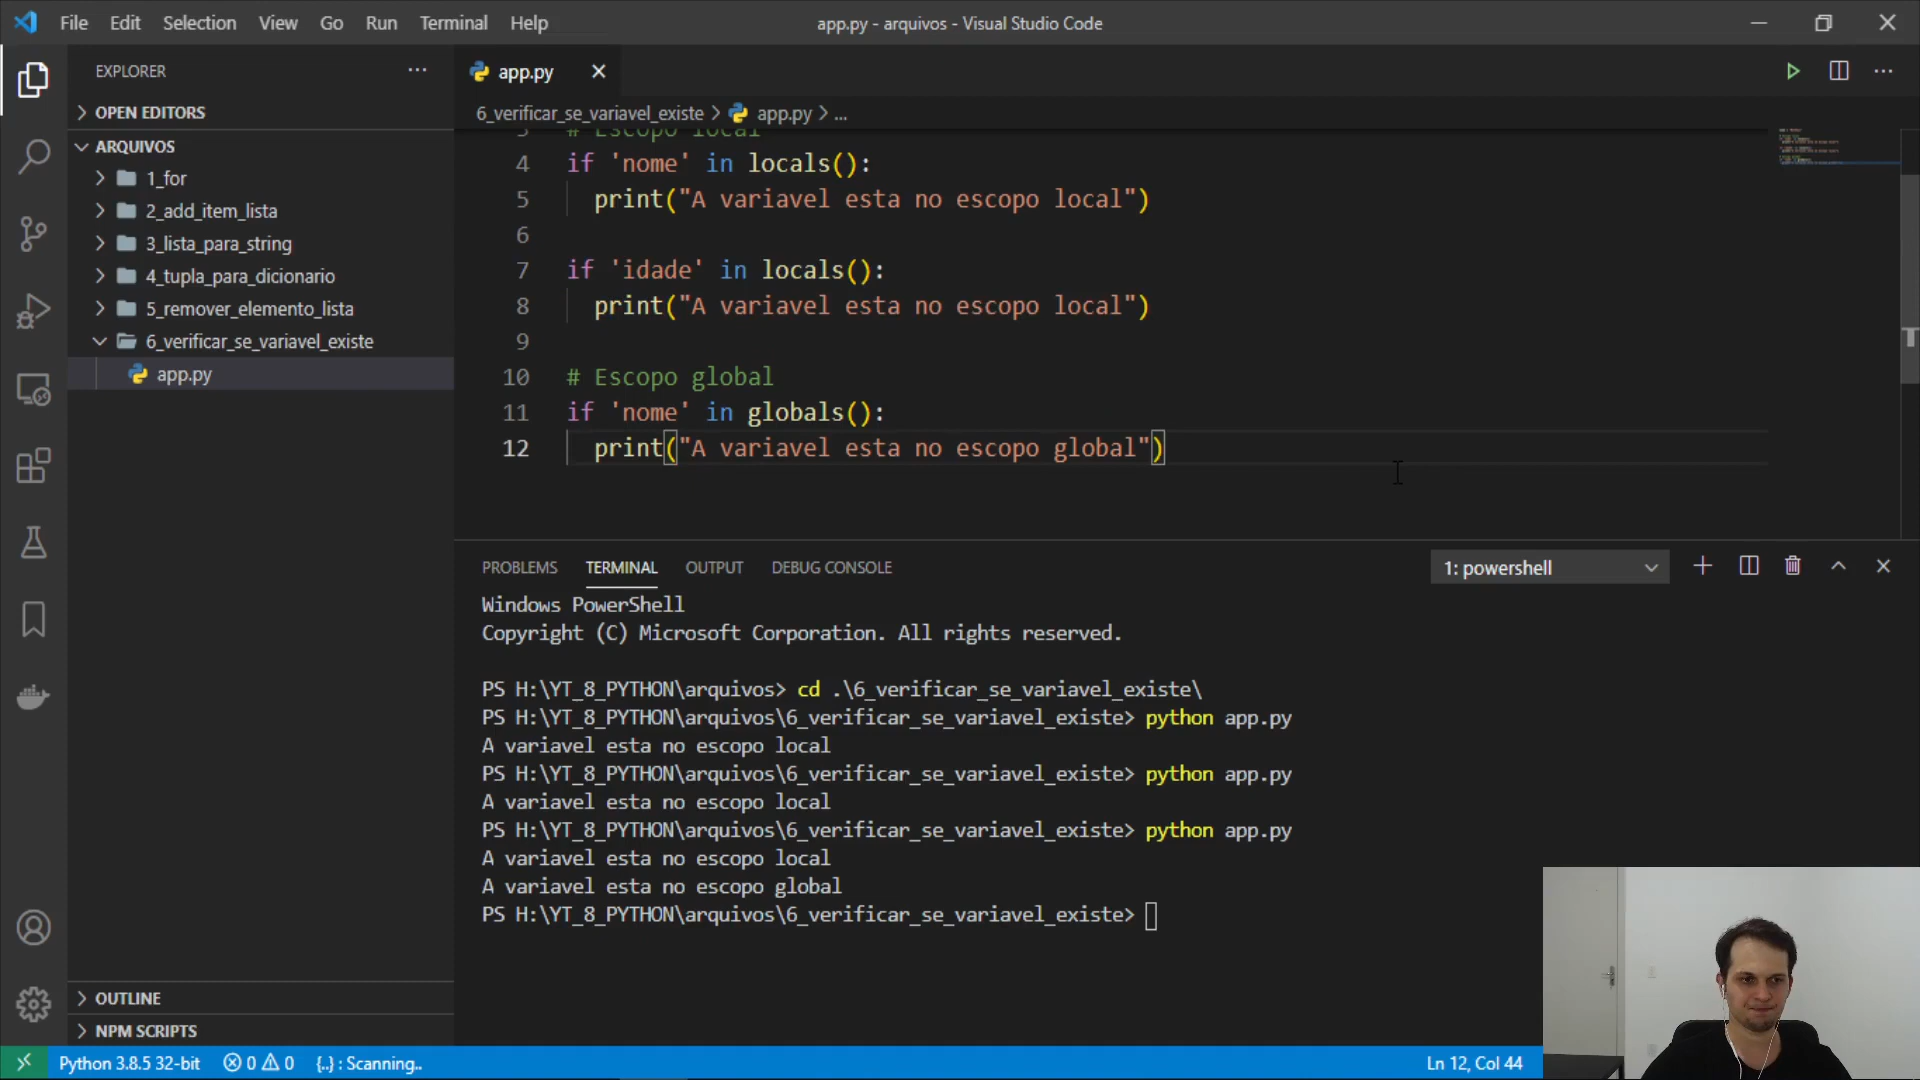 File Edit Selection View Go Run Terminal Help
app.py - arquivos - Visual Studio Code
EXPLORER
OPEN EDITORS
ARQUIVOS
1_for
2_add_item_lista
3_lista_para_string
4_tupla_para_dicionario
5_remover_elemento_lista
6_verificar_se_variavel_existe
app.py
OUTLINE
NPM SCRIPTS
app.py
6_verificar_se_variavel_existe > app.py > ...
3 # Escopo local
4 if 'nome' in locals():
5 print("A variavel esta no escopo local")
6
7 if 'idade' in locals():
8 print("A variavel esta no escopo local")
9
10 # Escopo global
11 if 'nome' in globals():
12 print("A variavel esta no escopo global")
PROBLEMS TERMINAL OUTPUT DEBUG CONSOLE
1: powershell
Windows PowerShell
Copyright (C) Microsoft Corporation. All rights reserved.
PS H:\YT_8_PYTHON\arquivos> cd .\6_verificar_se_variavel_existe\
PS H:\YT_8_PYTHON\arquivos\6_verificar_se_variavel_existe> python app.py
A variavel esta no escopo local
PS H:\YT_8_PYTHON\arquivos\6_verificar_se_variavel_existe> python app.py
A variavel esta no escopo local
PS H:\YT_8_PYTHON\arquivos\6_verificar_se_variavel_existe> python app.py
A variavel esta no escopo local
A variavel esta no escopo global
PS H:\YT_8_PYTHON\arquivos\6_verificar_se_variavel_existe>
Python 3.8.5 32-bit 0 0 {..} : Scanning..
Ln 12, Col 44